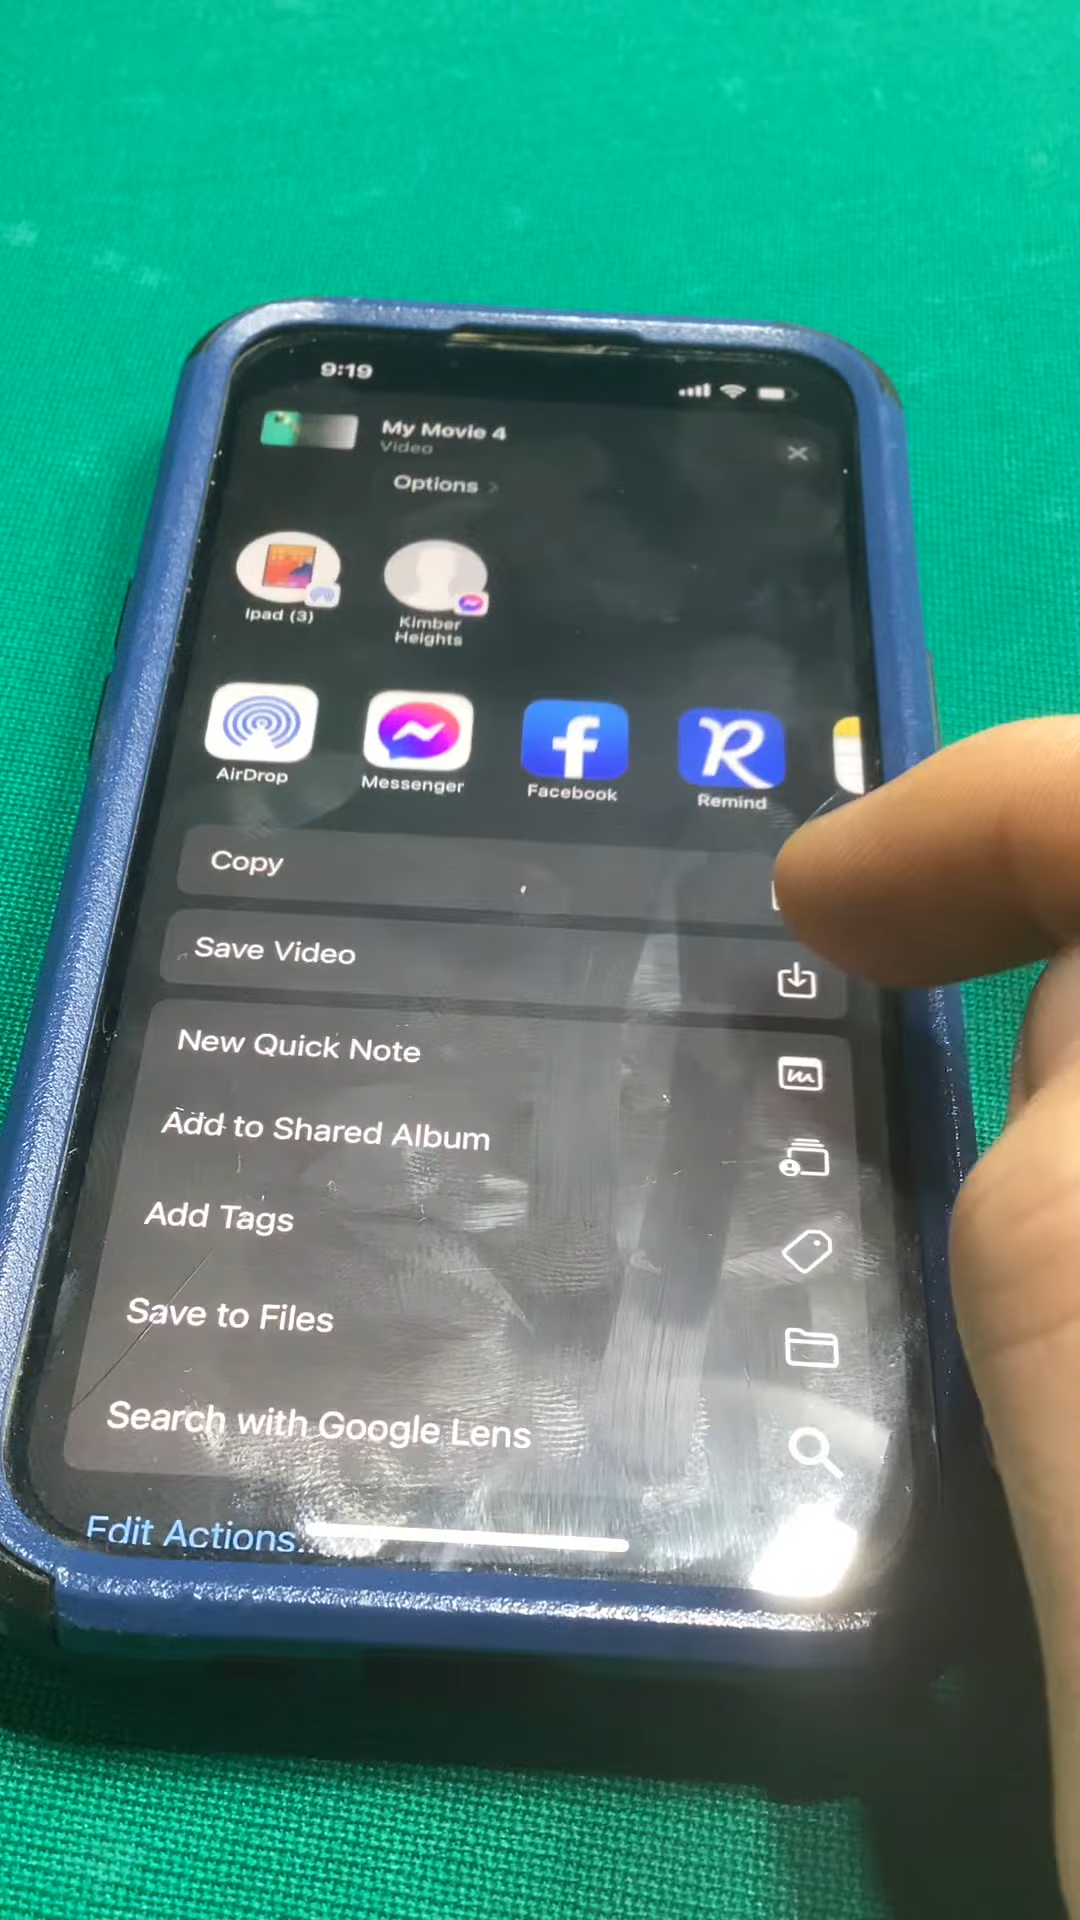 9:19
My Movie 4
Video
Options
Ipad (3)
Kimber
Heights
AirDrop
Messenger
Facebook
Remind
Copy
Save Video
New Quick Note
Add to Shared Album
Add Tags
Save to Files
Search with Google Lens
Edit Actions...